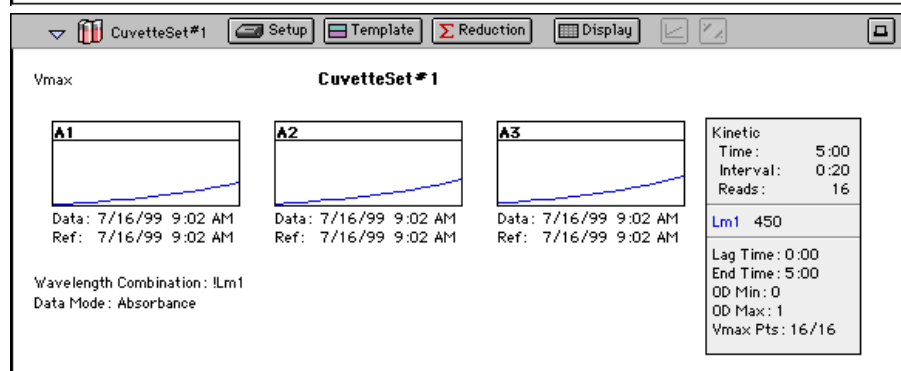 CuvetteSet#1 Setup Template Σ Reduction Display
Vmax CuvetteSet#1
A1 A2 A3
Data: 7/16/99 9:02 AM Data: 7/16/99 9:02 AM Data: 7/16/99 9:02 AM
Ref: 7/16/99 9:02 AM Ref: 7/16/99 9:02 AM Ref: 7/16/99 9:02 AM
Wavelength Combination: !Lm1
Data Mode: Absorbance
Kinetic
Time: 5:00
Interval: 0:20
Reads: 16
Lm1 450
Lag Time: 0:00
End Time: 5:00
OD Min: 0
OD Max: 1
Vmax Pts: 16/16